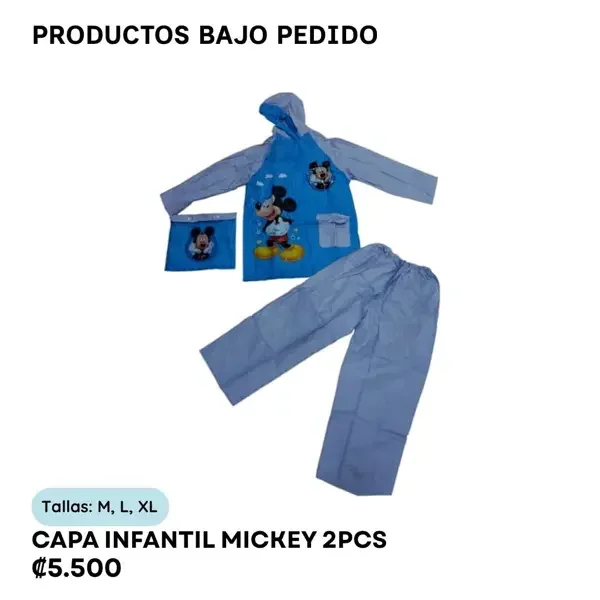 PRODUCTOS BAJO PEDIDO
Tallas: M, L, XL
CAPA INFANTIL MICKEY 2PCS
₡5.500